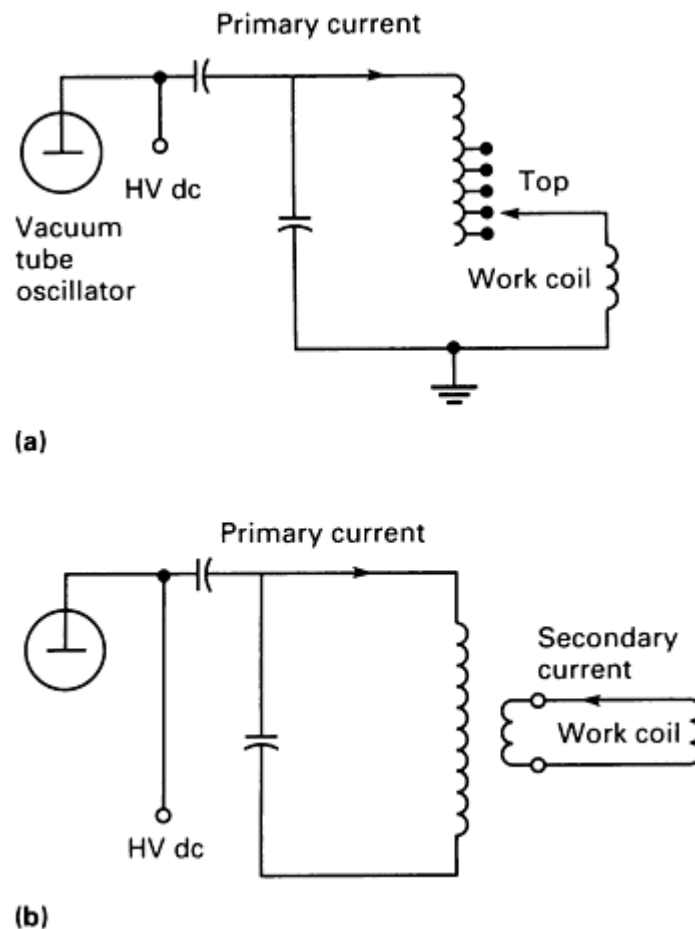 Primary current
HV dc
Top
Vacuum
tube
oscillator
Work coil
(a)
Primary current
Secondary
current
Work coil
HV dc
(b)